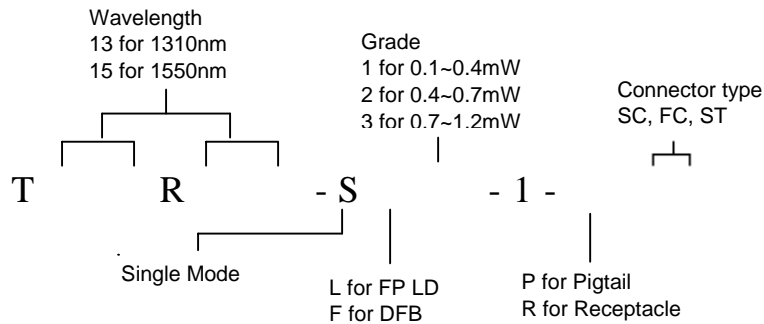 Wavelength
13 for 1310nm
15 for 1550nm
Grade
1 for 0.1~0.4mW
2 for 0.4~0.7mW
3 for 0.7~1.2mW
Connector type
SC, FC, ST
T R - S - 1 -
Single Mode
L for FP LD
F for DFB
P for Pigtail
R for Receptacle